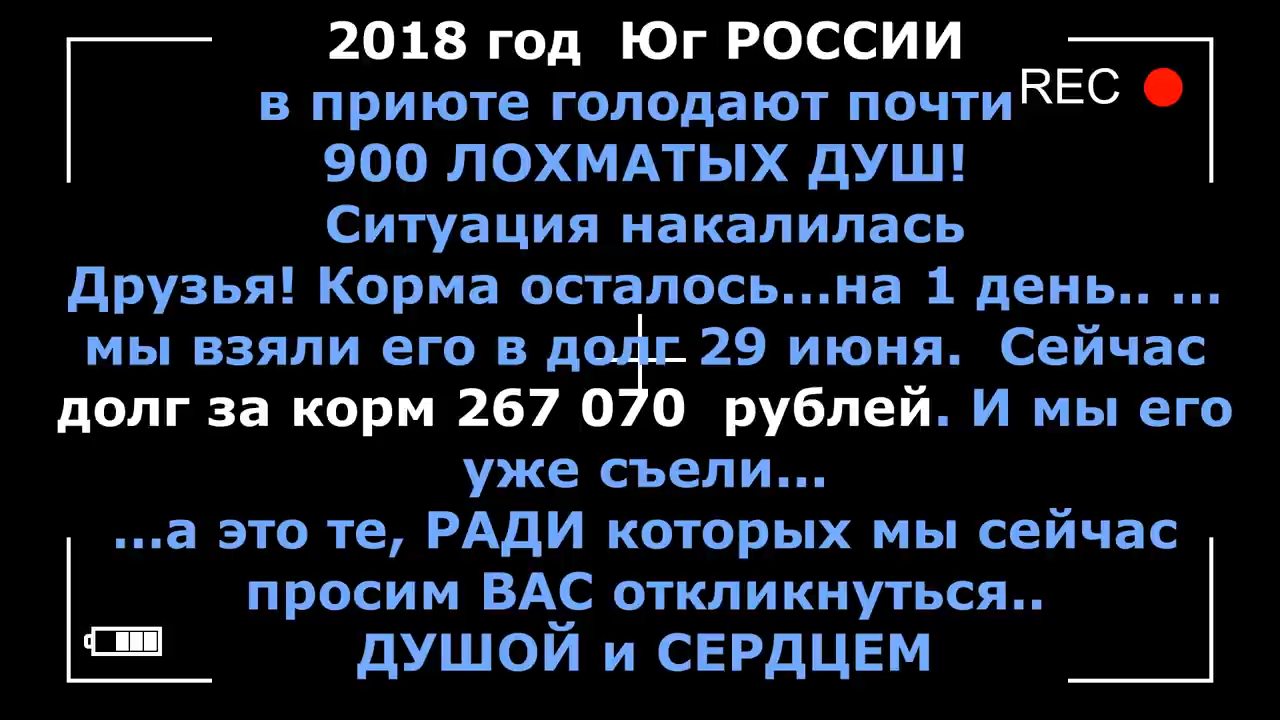 2018 год  Юг РОССИИ
REC
в приюте голодают почти
900 ЛОХМАТЫХ ДУШ!
Ситуация накалилась
Друзья! Корма осталось...на 1 день.. ...
мы взяли его в долг 29 июня.  Сейчас
долг за корм 267 070  рублей. И мы его
уже съели...
...а это те, РАДИ которых мы сейчас
просим ВАС откликнуться..
ДУШОЙ и СЕРДЦЕМ